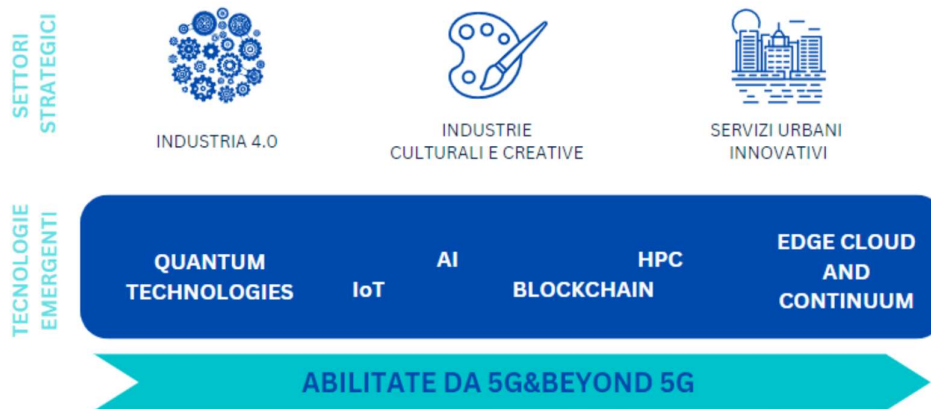 SETTORI
STRATEGICI
INDUSTRIA 4.0
INDUSTRIE
CULTURALI E CREATIVE
SERVIZI URBANI
INNOVATIVI
TECNOLOGIE
EMERGENTI
QUANTUM
TECHNOLOGIES
IoT
AI
BLOCKCHAIN
HPC
EDGE CLOUD
AND
CONTINUUM
ABILITATE DA 5G&BEYOND 5G